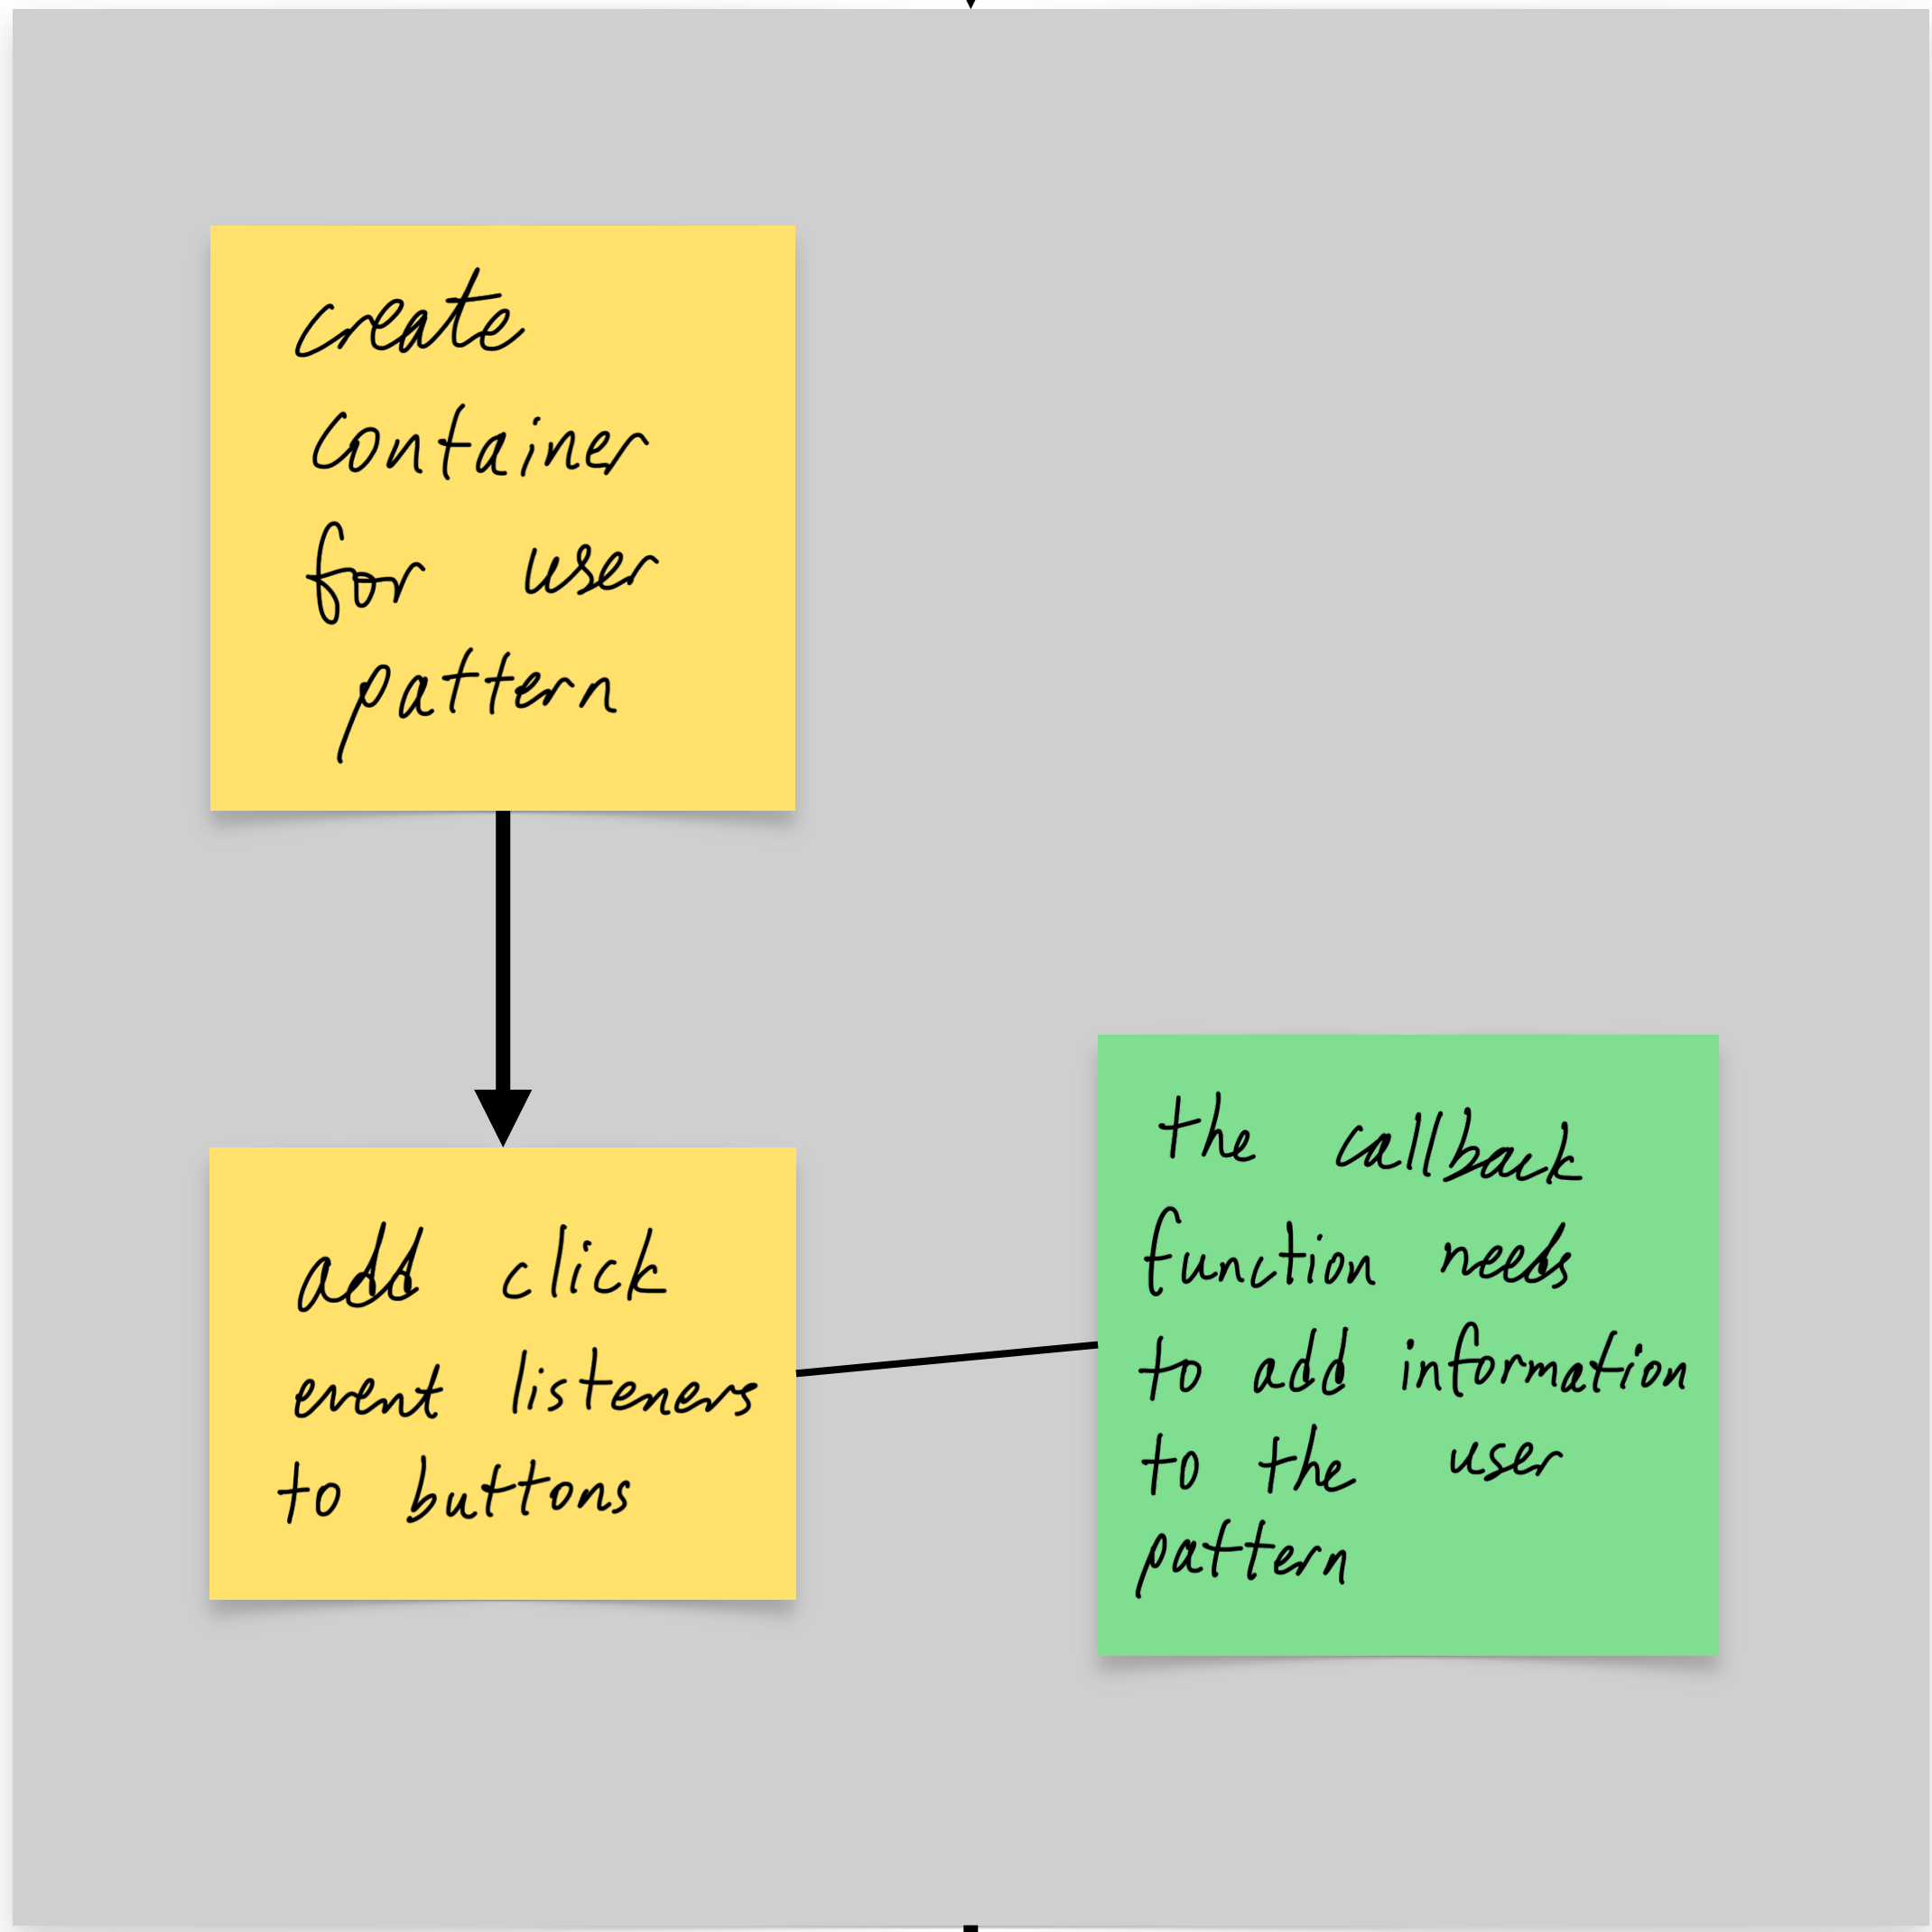 create
container
for user
pattern
add click
event listeners
to buttons
the callback
function needs
to add information
to the user
pattern